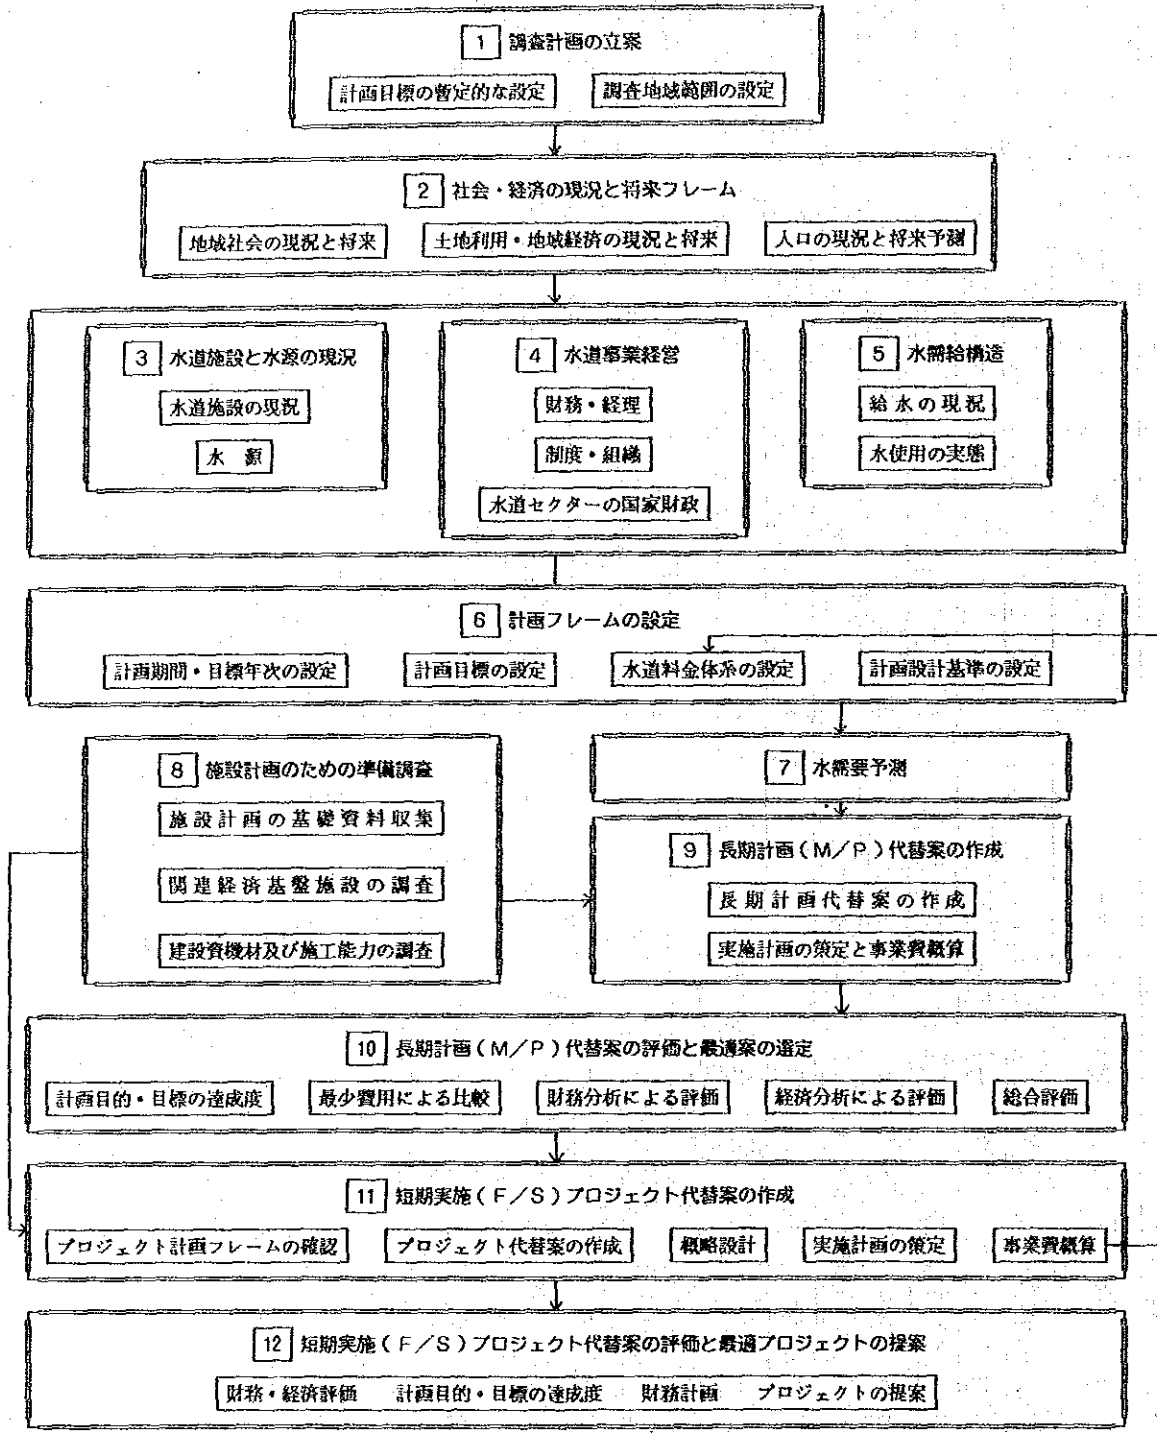 1 調査計画の立案
計画目標の暫定的な設定 調査地域範囲の設定
2 社会・経済の現況と将来フレーム
地域社会の現況と将来 土地利用・地域経済の現況と将来 人口の現況と将来予測
3 水道施設と水源の現況
水道施設の現況
水 源
4 水道事業経営
財務・経理
制度・組織
水道セクターの国家財政
5 水需給構造
給水の現況
水使用の実態
6 計画フレームの設定
計画期間・目標年次の設定 計画目標の設定 水道料金体系の設定 計画設計基準の設定
8 施設計画のための準備調査
施設計画の基礎資料収集
関連経済基盤施設の調査
建設資機材及び施工能力の調査
7 水需要予測
9 長期計画(M/P)代替案の作成
長期計画代替案の作成
実施計画の策定と事業費概算
10 長期計画(M/P)代替案の評価と最適案の選定
計画目的・目標の達成度 最少費用による比較 財務分析による評価 経済分析による評価 総合評価
11 短期実施(F/S)プロジェクト代替案の作成
プロジェクト計画フレームの確認 プロジェクト代替案の作成 概略設計 実施計画の策定 事業費概算
12 短期実施(F/S)プロジェクト代替案の評価と最適プロジェクトの提案
財務・経済評価 計画目的・目標の達成度 財務計画 プロジェクトの提案